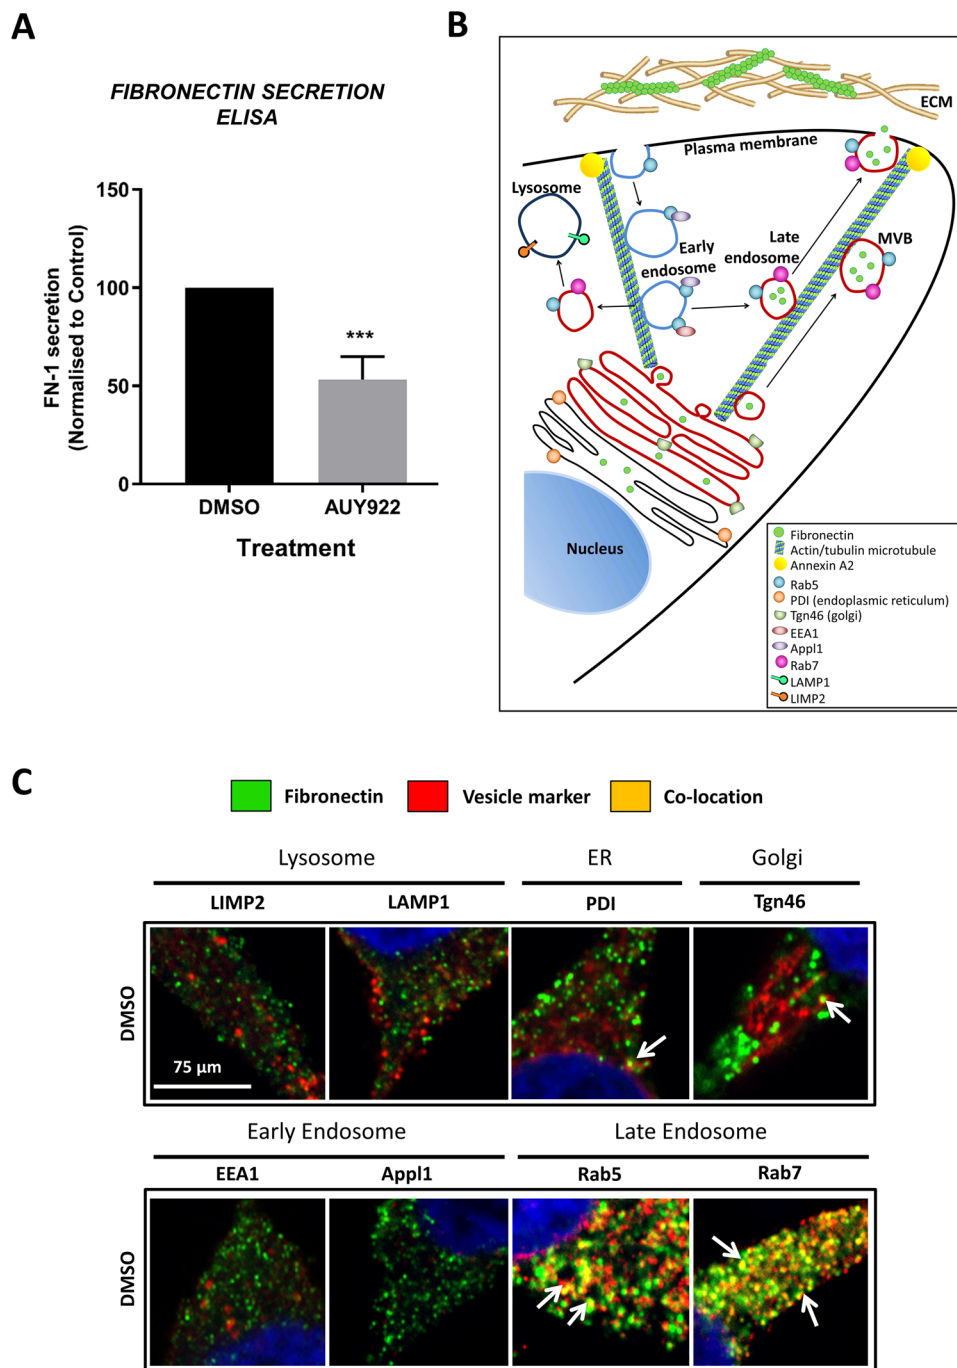 A
FIBRONECTIN SECRETION
ELISA
FN-1 secretion
(Normalised to Control)
150
100
50
0
***
DMSO
AUY922
Treatment
B
ECM
Plasma membrane
Lysosome
Early
endosome
Late
endosome
MVB
Nucleus
Fibronectin
Actin/tubulin microtubule
Annexin A2
Rab5
PDI (endoplasmic reticulum)
Tgn46 (golgi)
EEA1
Appl1
Rab7
LAMP1
LIMP2
C
Fibronectin
Vesicle marker
Co-location
Lysosome
ER
Golgi
LIMP2
LAMP1
PDI
Tgn46
DMSO
75 µm
Early Endosome
Late Endosome
EEA1
Appl1
Rab5
Rab7
DMSO